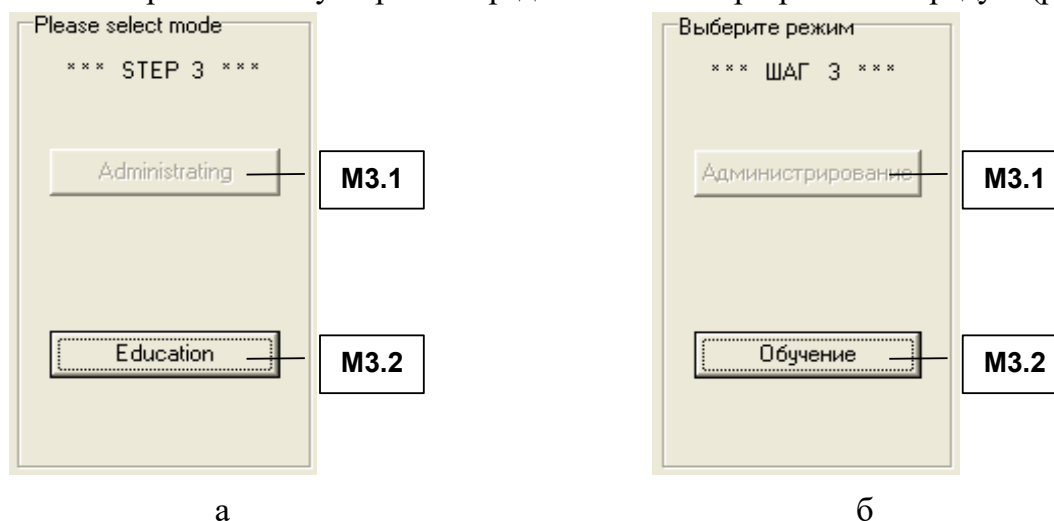 Please select mode
*** STEP 3 ***
Administrating
M3.1
Education
M3.2
а
Выберите режим
*** ШАГ 3 ***
Администрирование
M3.1
Обучение
M3.2
б